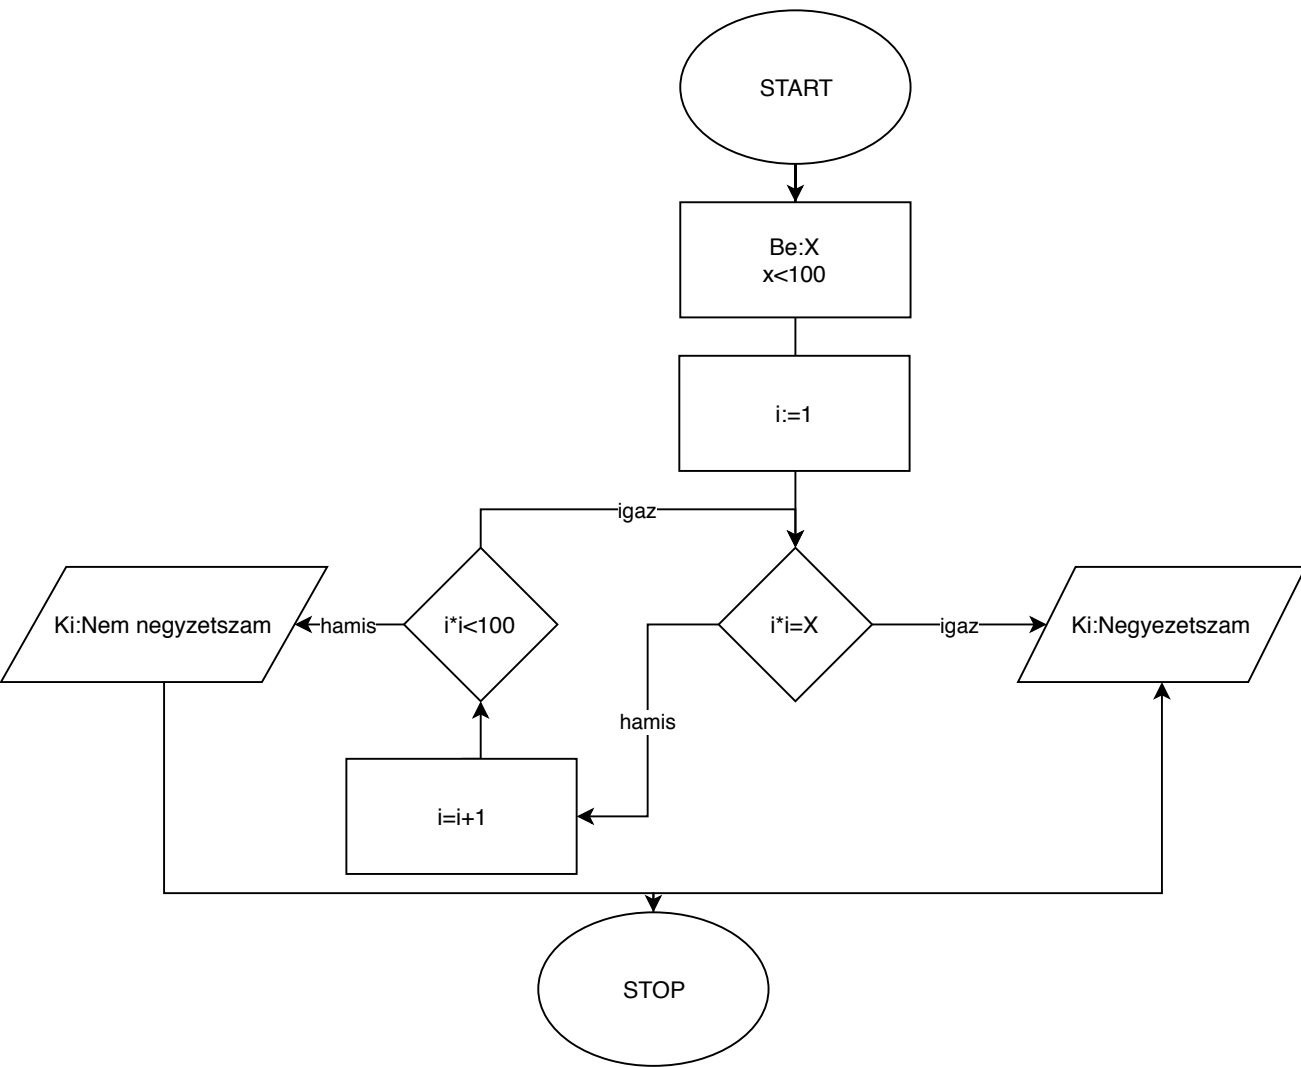 START
Be:X
x<100
i:=1
igaz
Ki:Nem negyzetszam
hamis
i*i<100
i*i=X
igaz
Ki:Negyezetszam
hamis
i=i+1
STOP